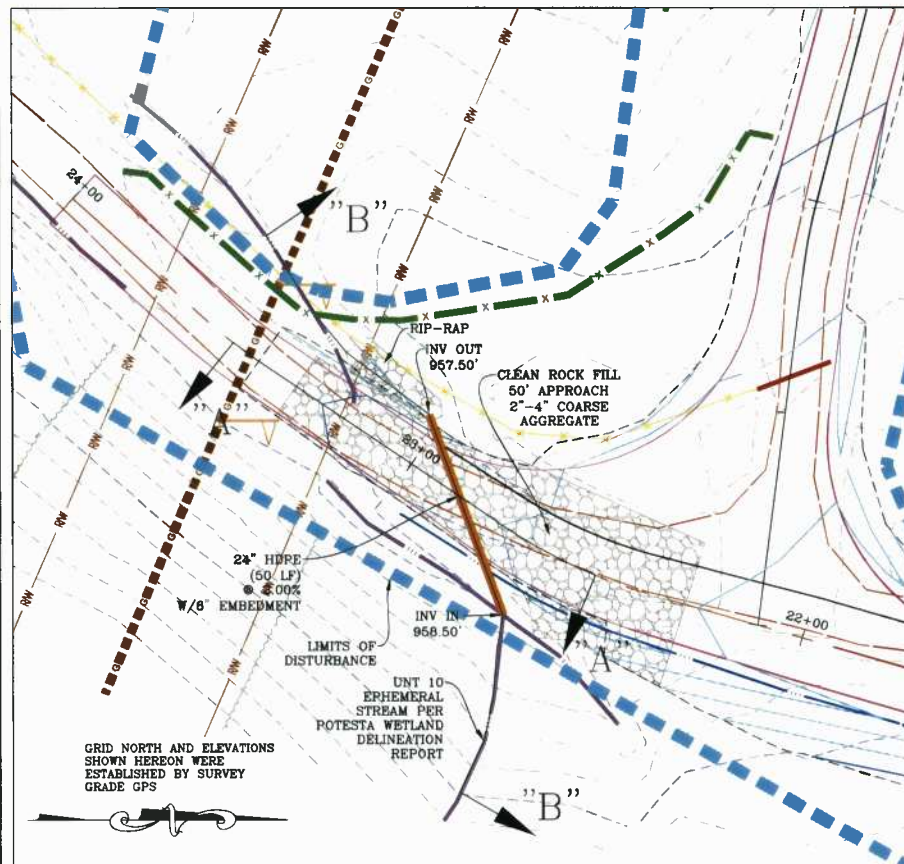 R/W
R/W
G
R/W
R/W
R/W
R/W
24+00
"B"
G
RIP-RAP
INV OUT
957.50'
CLEAN ROCK FILL
50' APPROACH
2"-4" COARSE
AGGREGATE
G
R/W
83+00
R/W
R/W
24" HDPE
(50 LF)
W/6" EMBEDMENT
G
INV IN
958.50'
"A"
22+00
R/W
LIMITS OF
DISTURBANCE
UNT 10
EPHEMERAL
STREAM PER
POTESTA WETLAND
DELINEATION
REPORT
GRID NORTH AND ELEVATIONS
SHOWN HEREON WERE
ESTABLISHED BY SURVEY
GRADE GPS
"B"